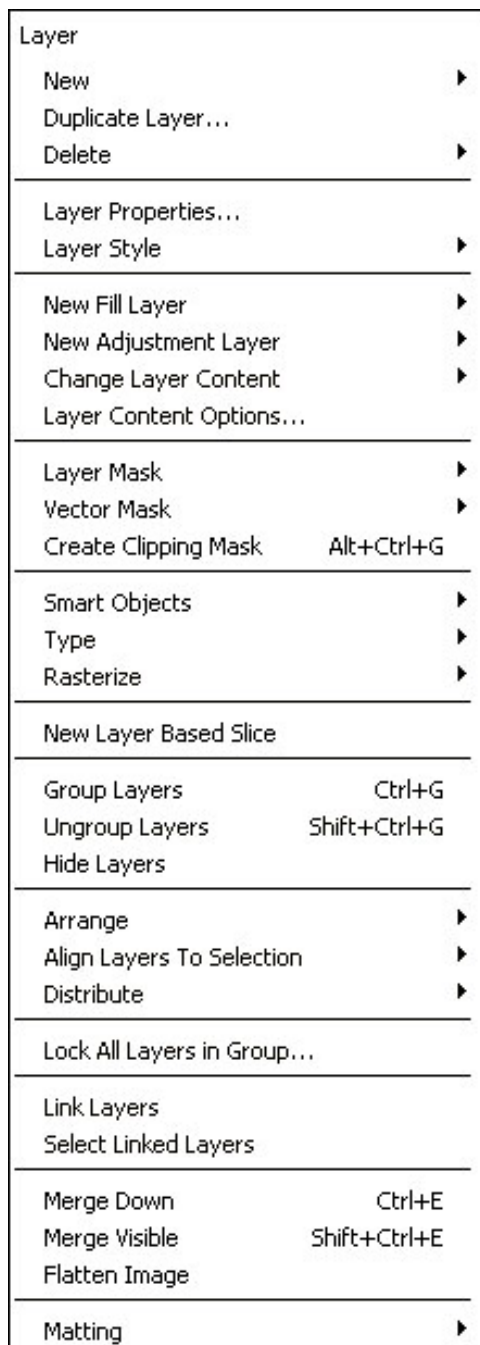 Layer
New
Duplicate Layer...
Delete
Layer Properties...
Layer Style
New Fill Layer
New Adjustment Layer
Change Layer Content
Layer Content Options...
Layer Mask
Vector Mask
Create Clipping Mask Alt+Ctrl+G
Smart Objects
Type
Rasterize
New Layer Based Slice
Group Layers Ctrl+G
Ungroup Layers Shift+Ctrl+G
Hide Layers
Arrange
Align Layers To Selection
Distribute
Lock All Layers in Group...
Link Layers
Select Linked Layers
Merge Down Ctrl+E
Merge Visible Shift+Ctrl+E
Flatten Image
Matting